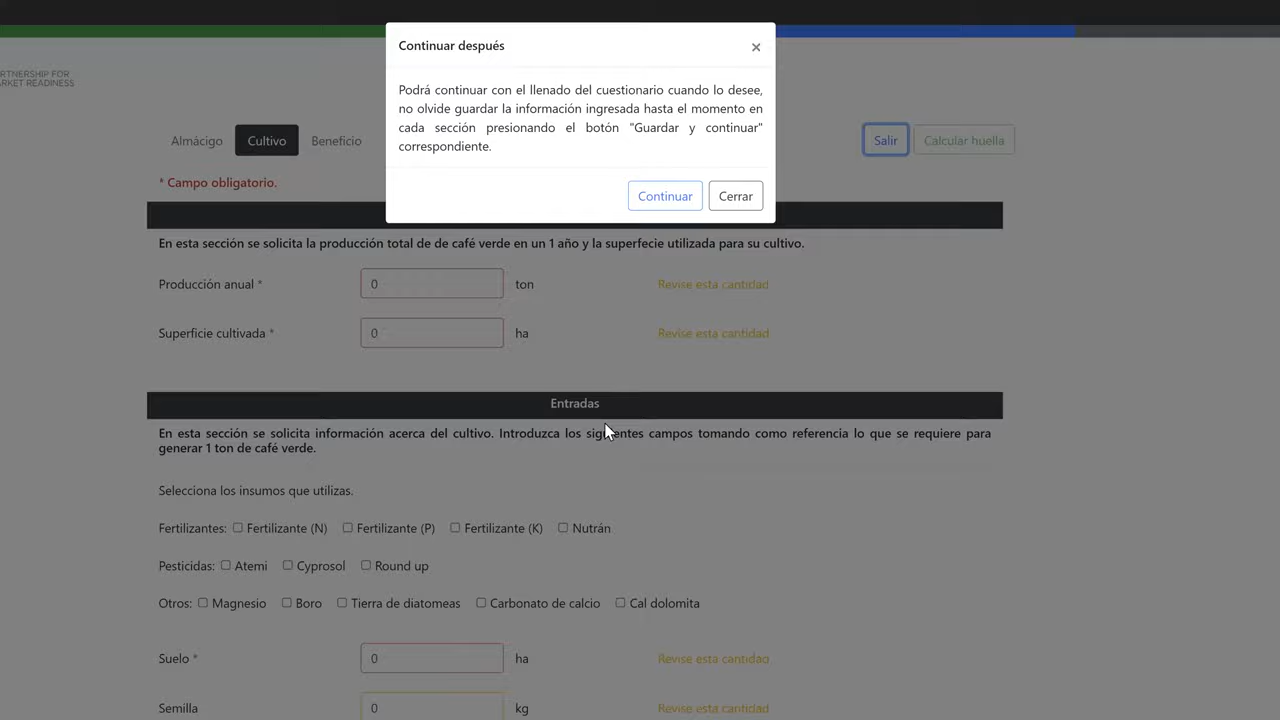 Continuar después
×
Podrá continuar con el llenado del cuestionario cuando lo desee,
no olvide guardar la información ingresada hasta el momento en
cada sección presionando el botón "Guardar y continuar"
correspondiente.
Continuar Cerrar
RTNERSHIP FOR
ARKET READINESS
Almácigo Cultivo Beneficio Salir Calcular huella
* Campo obligatorio.
En esta sección se solicita la producción total de de café verde en un 1 año y la superfecie utilizada para su cultivo.
Producción anual * 0 ton Revise esta cantidad
Superficie cultivada * 0 ha Revise esta cantidad
Entradas
En esta sección se solicita información acerca del cultivo. Introduzca los siguientes campos tomando como referencia lo que se requiere para
generar 1 ton de café verde.
Selecciona los insumos que utilizas.
Fertilizantes: Fertilizante (N) Fertilizante (P) Fertilizante (K) Nutrán
Pesticidas: Atemi Cyprosol Round up
Otros: Magnesio Boro Tierra de diatomeas Carbonato de calcio Cal dolomita
Suelo * 0 ha Revise esta cantidad
Semilla 0 kg Revise esta cantidad